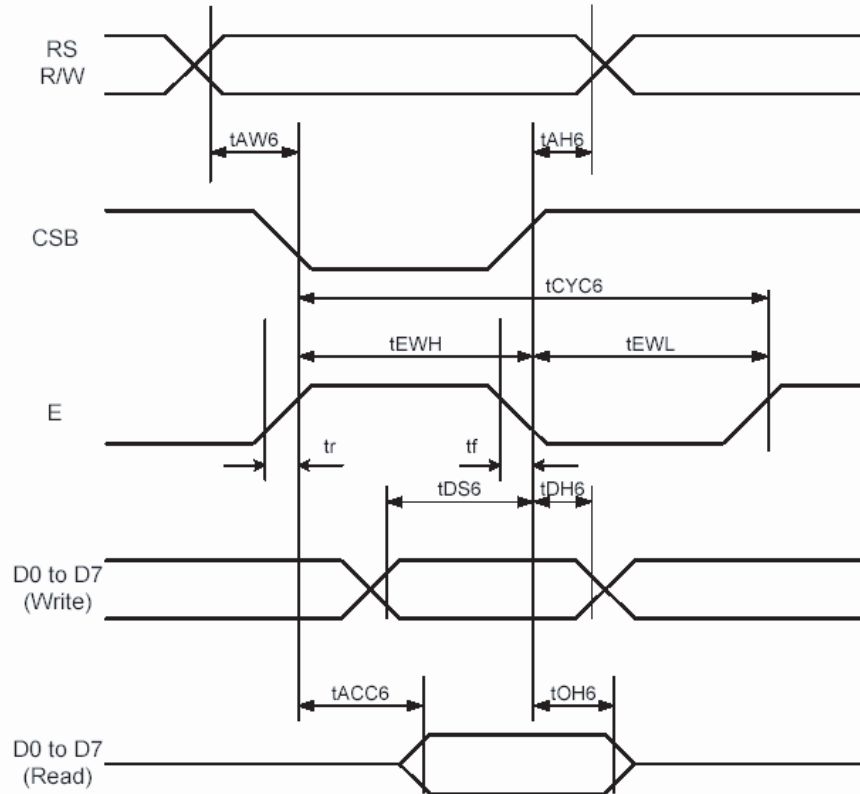 RS
R/W
tAW6
tAH6
CSB
tCYC6
tEWH
tEWL
E
tr
tf
tDS6
tDH6
D0 to D7
(Write)
tACC6
tOH6
D0 to D7
(Read)